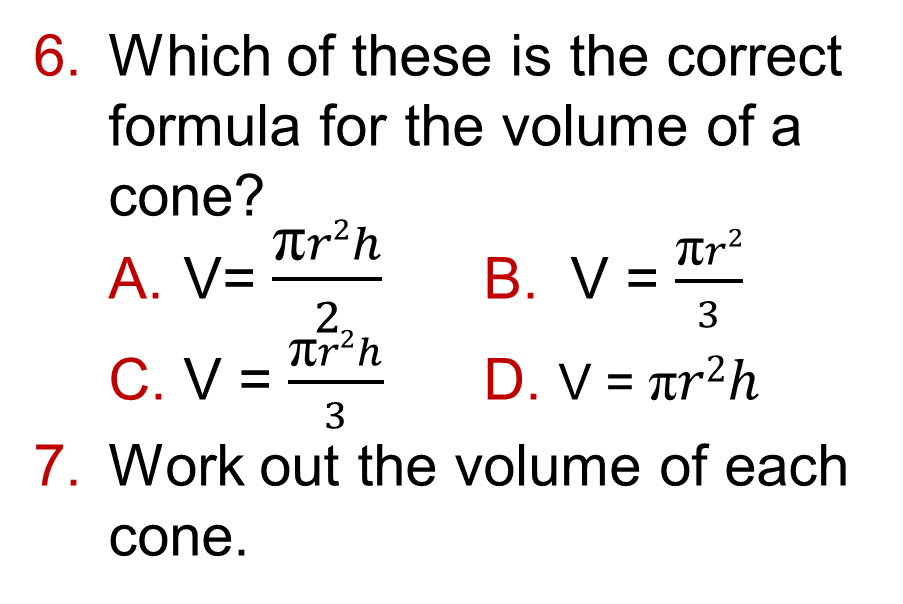 6. Which of these is the correct
formula for the volume of a
cone?
A. V= πr²h/2 B. V = πr²/3
C. V = πr²h/3 D. V = πr²h
7. Work out the volume of each
cone.